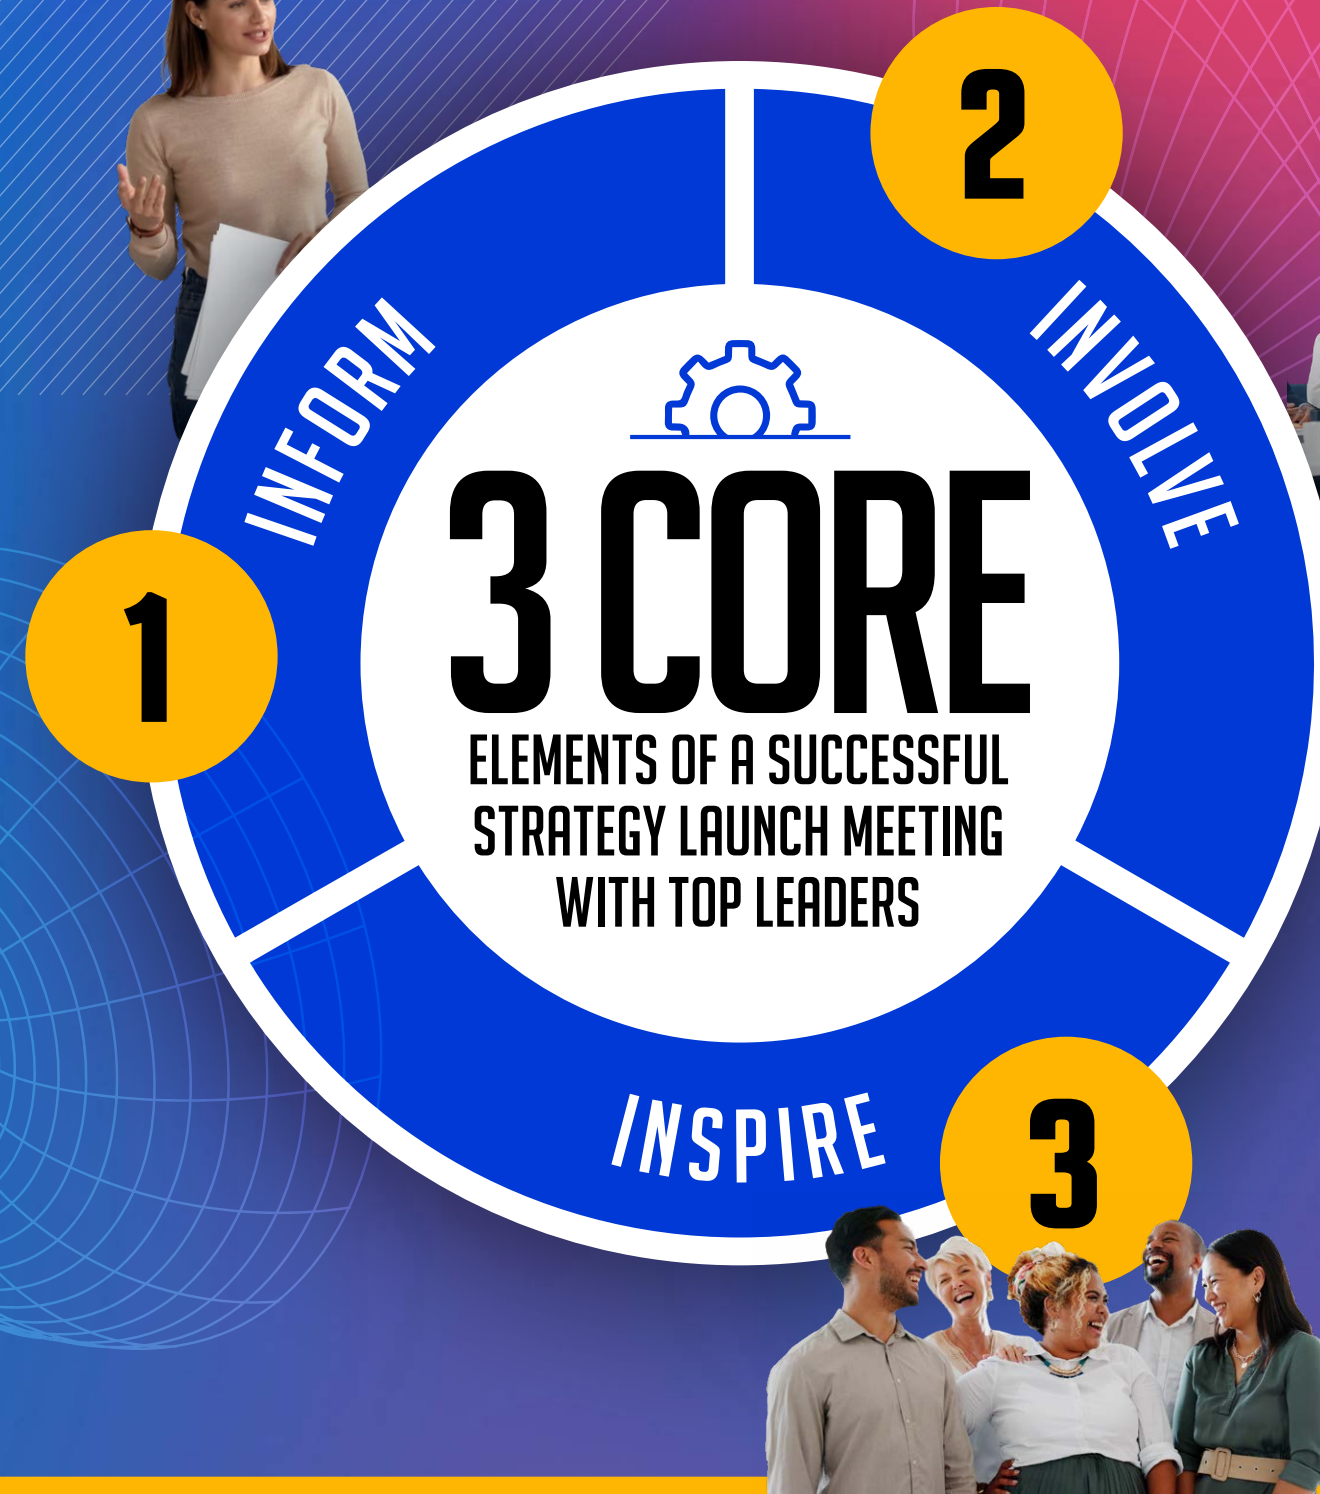 3 CORE
ELEMENTS OF A SUCCESSFUL
STRATEGY LAUNCH MEETING
WITH TOP LEADERS
1
INFORM
2
INVOLVE
3
INSPIRE